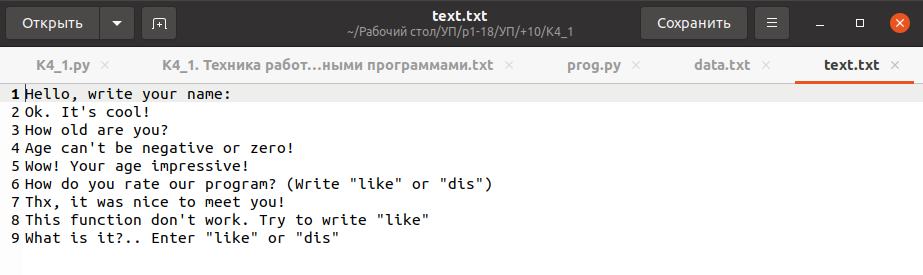 Открыть
text.txt
~/Рабочий стол/УП/p1-18/УП/+10/K4_1
Сохранить
K4_1.py
K4_1. Техника работ...ными программами.txt
prog.py
data.txt
text.txt
1 Hello, write your name:
2 Ok. It's cool!
3 How old are you?
4 Age can't be negative or zero!
5 Wow! Your age impressive!
6 How do you rate our program? (Write "like" or "dis")
7 Thx, it was nice to meet you!
8 This function don't work. Try to write "like"
9 What is it?.. Enter "like" or "dis"